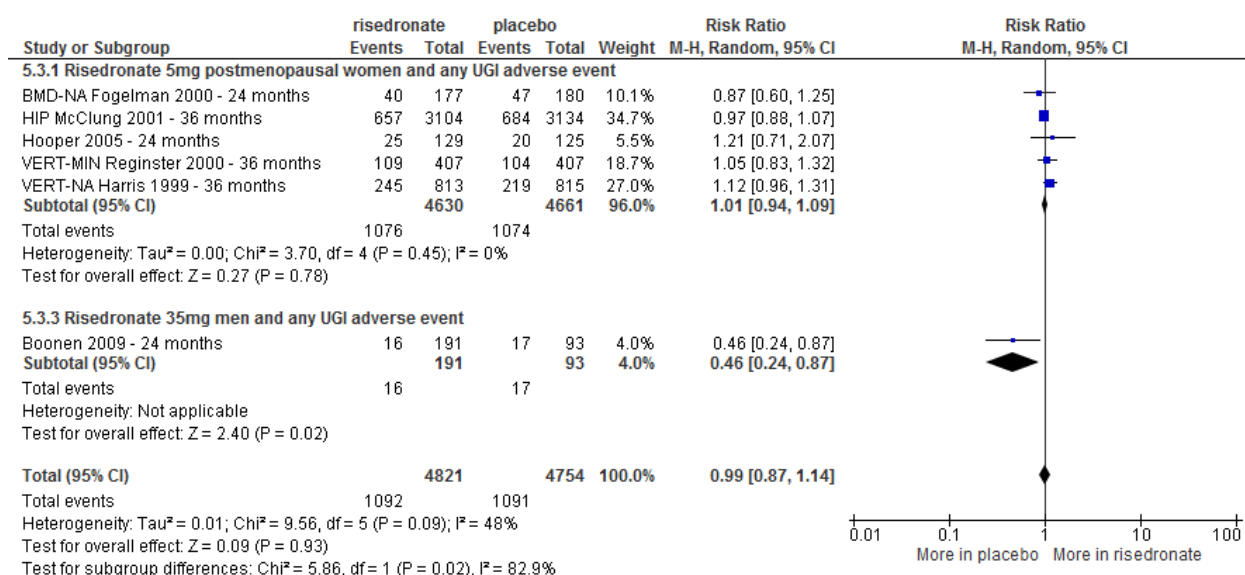 risedronate placebo Risk Ratio Risk Ratio
Study or Subgroup Events Total Events Total Weight M-H, Random, 95% CI M-H, Random, 95% CI
5.3.1 Risedronate 5mg postmenopausal women and any UGI adverse event
BMD-NA Fogelman 2000 - 24 months 40 177 47 180 10.1% 0.87 [0.60, 1.25]
HIP McClung 2001 - 36 months 657 3104 684 3134 34.7% 0.97 [0.88, 1.07]
Hooper 2005 - 24 months 25 129 20 125 5.5% 1.21 [0.71, 2.07]
VERT-MIN Reginster 2000 - 36 months 109 407 104 407 18.7% 1.05 [0.83, 1.32]
VERT-NA Harris 1999 - 36 months 245 813 219 815 27.0% 1.12 [0.96, 1.31]
Subtotal (95% CI) 4630 4661 96.0% 1.01 [0.94, 1.09]
Total events 1076 1074
Heterogeneity: Tau² = 0.00; Chi² = 3.70, df = 4 (P = 0.45); I² = 0%
Test for overall effect: Z = 0.27 (P = 0.78)
5.3.3 Risedronate 35mg men and any UGI adverse event
Boonen 2009 - 24 months 16 191 17 93 4.0% 0.46 [0.24, 0.87]
Subtotal (95% CI) 191 93 4.0% 0.46 [0.24, 0.87]
Total events 16 17
Heterogeneity: Not applicable
Test for overall effect: Z = 2.40 (P = 0.02)
Total (95% CI) 4821 4754 100.0% 0.99 [0.87, 1.14]
Total events 1092 1091
Heterogeneity: Tau² = 0.01; Chi² = 9.56, df = 5 (P = 0.09); I² = 48%
Test for overall effect: Z = 0.09 (P = 0.93)
Test for subgroup differences: Chi² = 5.86, df = 1 (P = 0.02), I² = 82.9%
0.01 0.1 1 10 100
More in placebo More in risedronate